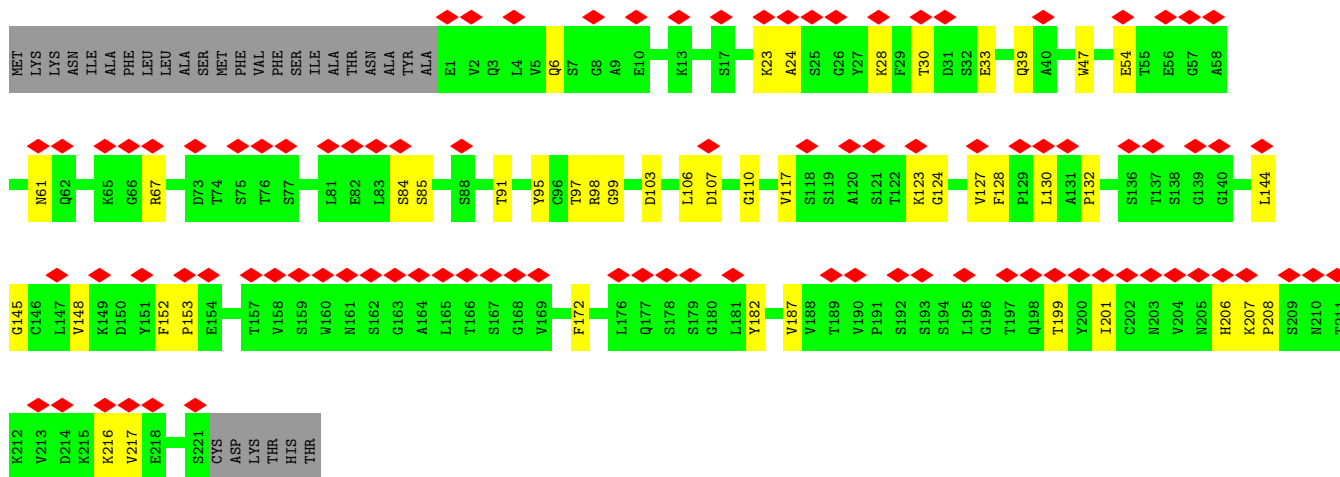 MET LYS LYS ASN ILE ALA PHE LEU LEU ALA SER MET PHE VAL PHE SER ILE ALA THR ASN ALA TYR ALA E1 V2 Q3 L4 V5 Q6 S7 G8 A9 E10 K13 S17 K23 A24 S25 G26 Y27 K28 F29 T30 D31 S32 E33 Q39 A40 W47 E54 T55 E56 G57 A58
N61 Q62 K65 G66 R67 D73 T74 S75 T76 S77 L81 E82 L83 S84 S85 S88 T91 Y95 C96 T97 R98 G99 D103 L106 D107 G110 V117 S118 S119 A120 S121 T122 K123 G124 V127 F128 P129 L130 A131 P132 S136 T137 S138 G139 G140 L144
G145 C146 L147 V148 K149 D150 Y151 F152 P153 E154 T157 V158 S159 W160 N161 S162 G163 A164 L165 T166 S167 G168 V169 F172 L176 Q177 S178 S179 G180 L181 Y182 V187 V188 T189 V190 P191 S192 S193 S194 L195 G196 T197 Q198 T199 Y200 I201 C202 N203 V204 N205 H206 K207 P208 S209 N210 T211
K212 V213 D214 K215 K216 V217 E218 S221 CYS ASP LYS THR HIS THR